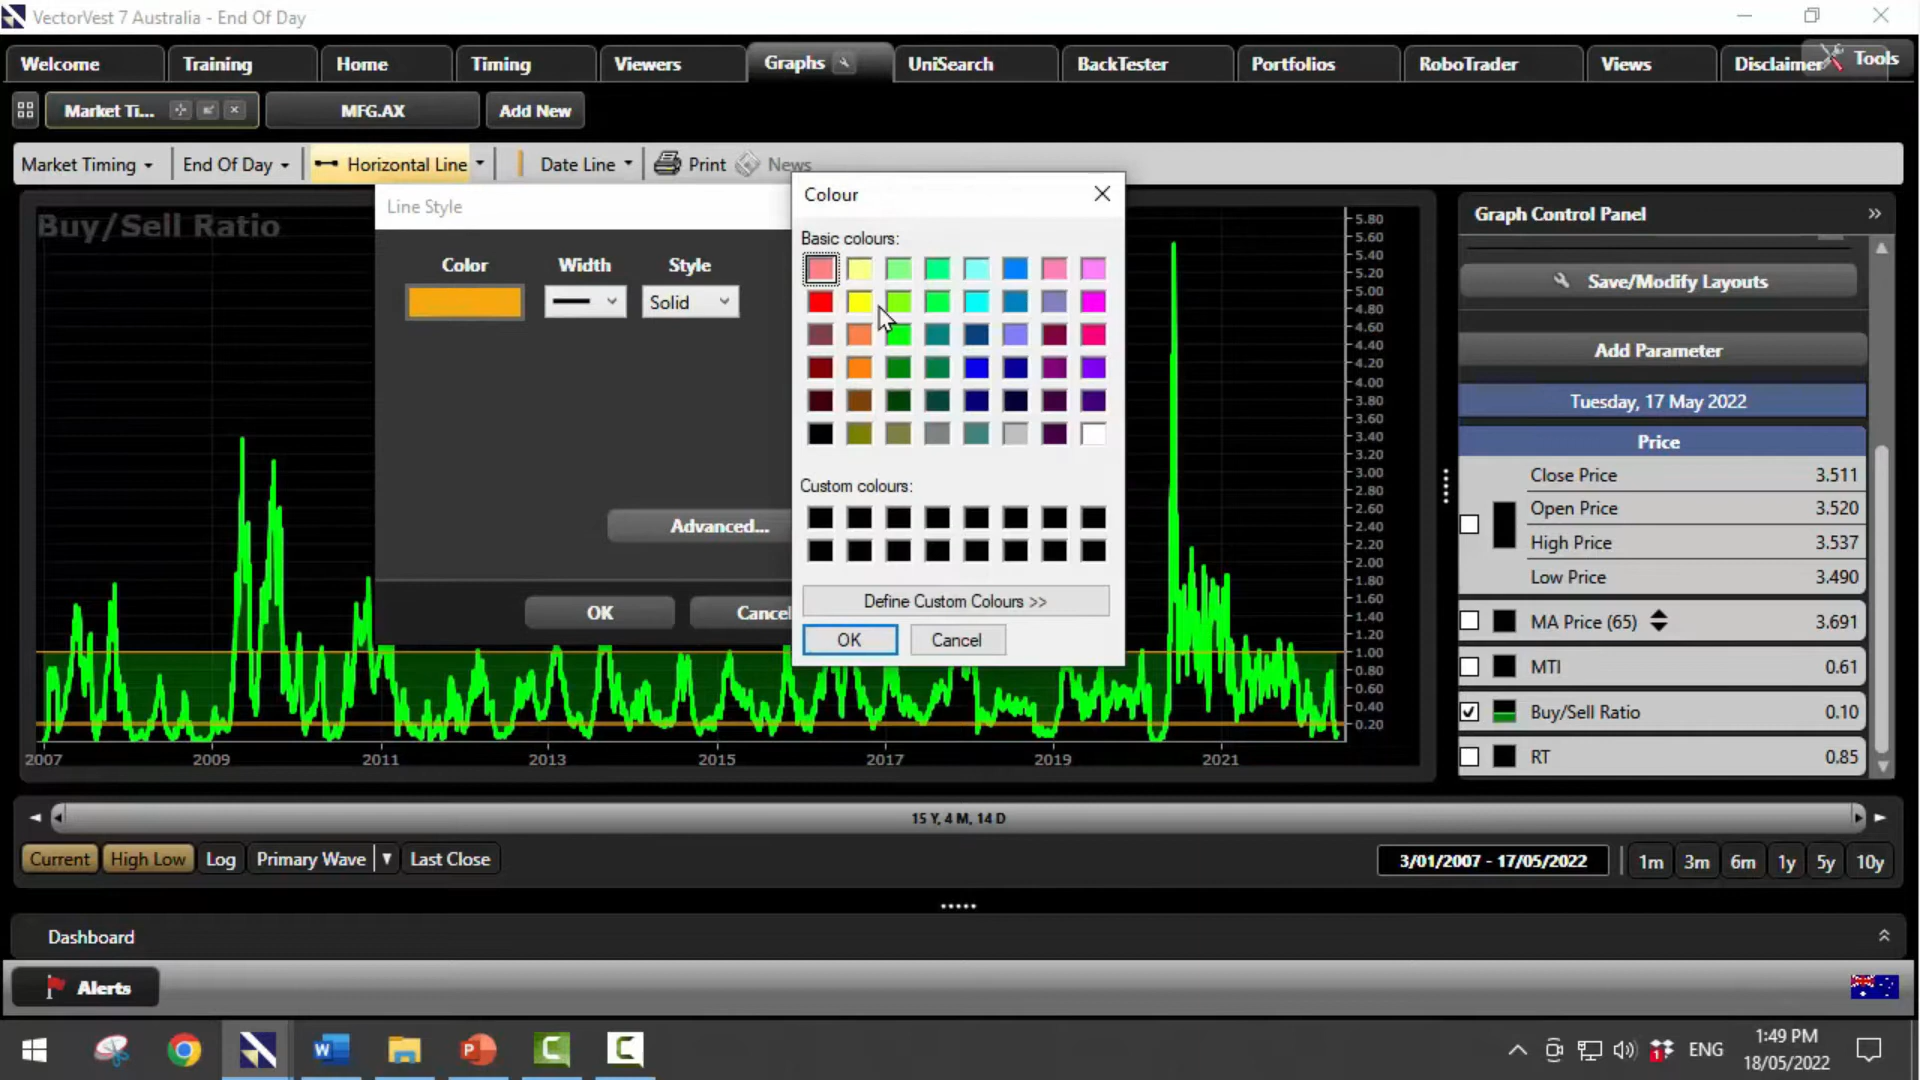 VectorVest 7 Australia - End Of Day
Welcome Training Home Timing Viewers Graphs UniSearch BackTester Portfolios RoboTrader Views Disclaimer Tools
Market Ti... MFG.AX Add New
Market Timing End Of Day Horizontal Line Date Line Print News
Buy/Sell Ratio
Line Style
Color Width Style
Solid
Advanced...
OK Cancel
Colour
Basic colours:
Custom colours:
Define Custom Colours >>
OK Cancel
5.80
5.60
5.20
5.00
4.80
4.60
4.40
4.20
4.00
3.80
3.60
3.40
3.20
3.00
2.80
2.60
2.40
2.20
2.00
1.80
1.60
1.40
1.20
1.00
0.80
0.60
0.40
0.20
2007 2009 2011 2013 2015 2017 2019 2021
Graph Control Panel
Save/Modify Layouts
Add Parameter
Tuesday, 17 May 2022
Price
Close Price 3.511
Open Price 3.520
High Price 3.537
Low Price 3.490
MA Price (65) 3.691
MTI 0.61
Buy/Sell Ratio 0.10
RT 0.85
15 Y, 4 M, 14 D
Current High Low Log Primary Wave Last Close 3/01/2007 - 17/05/2022 1m 3m 6m 1y 5y 10y
Dashboard
Alerts
ENG
1:49 PM
18/05/2022